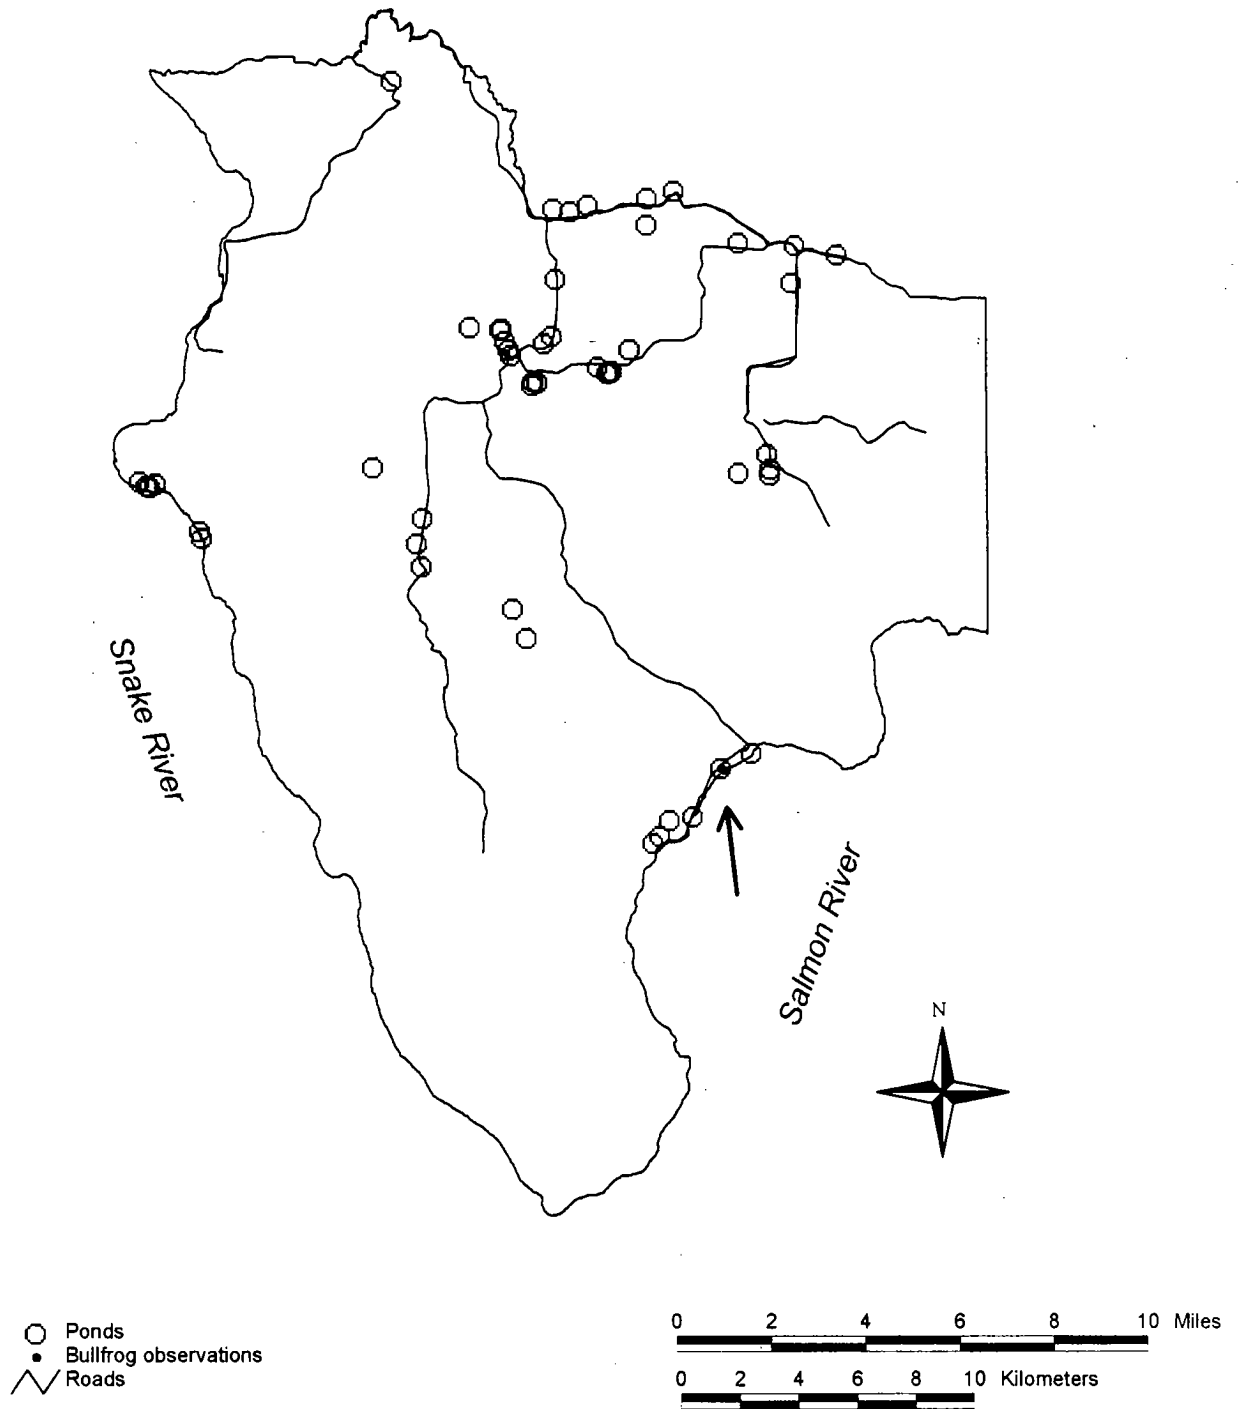 Snake River
Salmon River
N
Ponds
Bullfrog observations
Roads
0 2 4 6 8 10 Miles
0 2 4 6 8 10 Kilometers